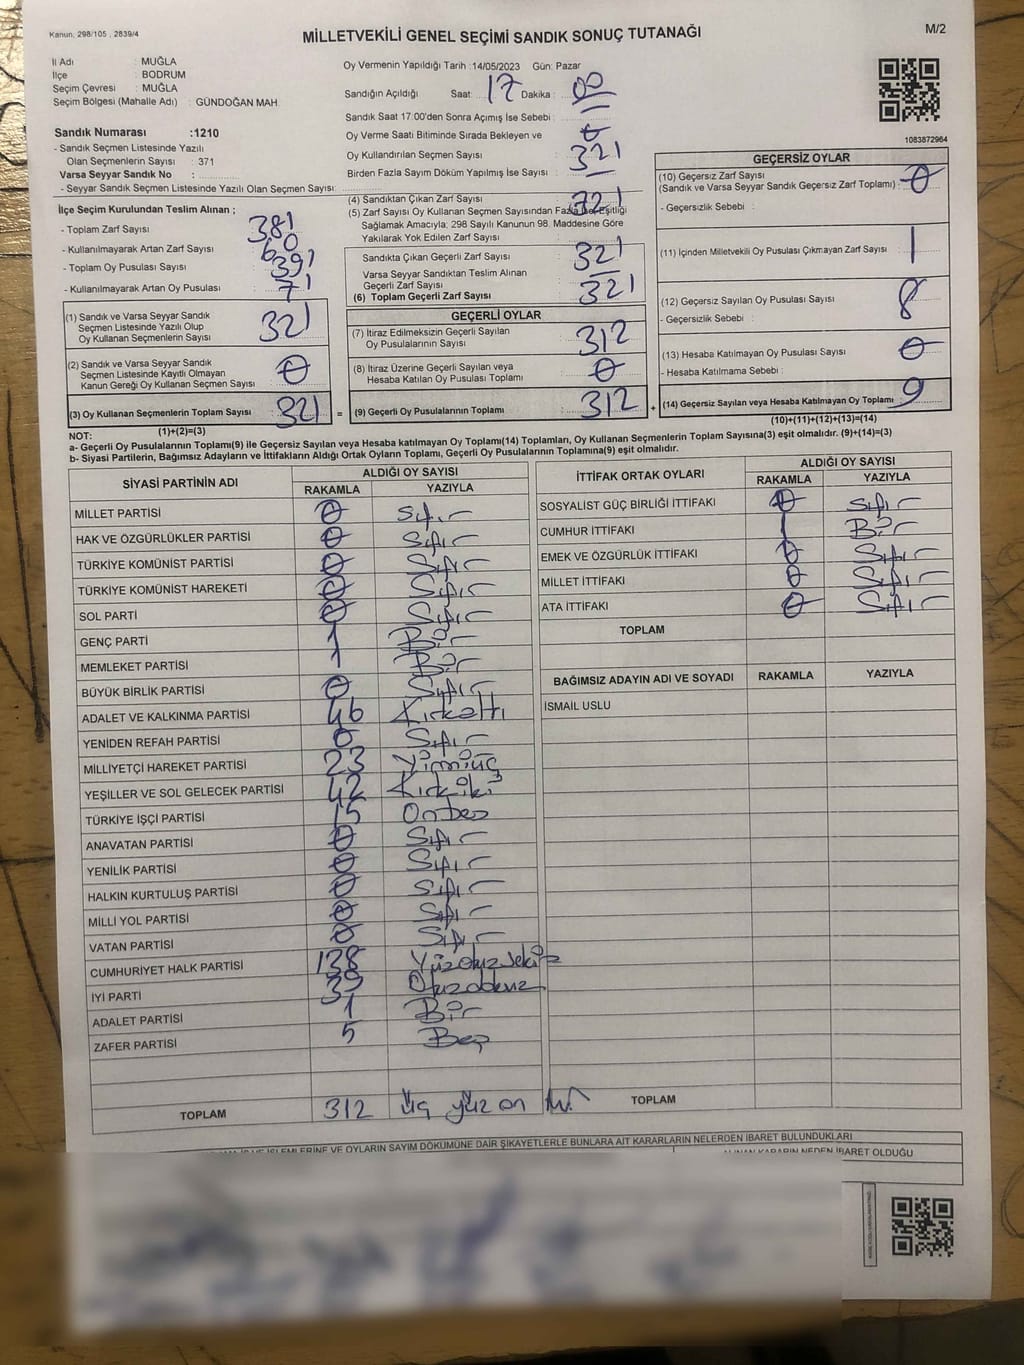 Kanun, 298/105 , 2839/4
MİLLETVEKİLİ GENEL SEÇİMİ SANDIK SONUÇ TUTANAĞI
M/2
İl Adı : MUĞLA
İlçe : BODRUM
Seçim Çevresi : MUĞLA
Seçim Bölgesi (Mahalle Adı) : GÜNDOĞAN MAH.
Sandık Numarası :1210
- Sandık Seçmen Listesinde Yazılı
Olan Seçmenlerin Sayısı : 371
Varsa Seyyar Sandık No :
- Seyyar Sandık Seçmen Listesinde Yazılı Olan Seçmen Sayısı:
Oy Vermenin Yapıldığı Tarih :14/05/2023 Gün: Pazar
Sandığın Açıldığı Saat: 17 Dakika : 00
Sandık Saat 17.00'den Sonra Açımış İse Sebebi :
Oy Verme Saati Bitiminde Sırada Bekleyen ve : 0
Oy Kullandırılan Seçmen Sayısı : 321
Birden Fazla Sayım Döküm Yapılmış İse Sayısı :
1083872964
İlçe Seçim Kurulundan Teslim Alınan ;
- Toplam Zarf Sayısı : 381
- Kullanılmayarak Artan Zarf Sayısı : 60
- Toplam Oy Pusulası Sayısı : 391
- Kullanılmayarak Artan Oy Pusulası : 71
(4) Sandıktan Çıkan Zarf Sayısı : 321
(5) Zarf Sayısı Oy Kullanan Seçmen Sayısından Fazla İse, Eşitliği
Sağlamak Amacıyla; 298 Sayılı Kanunun 98. Maddesine Göre
Yakılarak Yok Edilen Zarf Sayısı :
Sandıkta Çıkan Geçerli Zarf Sayısı : 321
Varsa Seyyar Sandıktan Teslim Alınan
Geçerli Zarf Sayısı :
(6) Toplam Geçerli Zarf Sayısı : 321
GEÇERSİZ OYLAR
(10) Geçersiz Zarf Sayısı
(Sandık ve Varsa Seyyar Sandık Geçersiz Zarf Toplamı) : 0
- Geçersizlik Sebebi :
(11) İçinden Milletvekili Oy Pusulası Çıkmayan Zarf Sayısı : 1
(12) Geçersiz Sayılan Oy Pusulası Sayısı : 8
- Geçersizlik Sebebi :
(13) Hesaba Katılmayan Oy Pusulası Sayısı : 0
- Hesaba Katılmama Sebebi :
(14) Geçersiz Sayılan veya Hesaba Katılmayan Oy Toplamı : 9
(10)+(11)+(12)+(13)=(14)
(1) Sandık ve Varsa Seyyar Sandık
Seçmen Listesinde Yazılı Olup
Oy Kullanan Seçmenlerin Sayısı : 321
(2) Sandık ve Varsa Seyyar Sandık
Seçmen Listesinde Kayıtlı Olmayan
Kanun Gereği Oy Kullanan Seçmen Sayısı : 0
(3) Oy Kullanan Seçmenlerin Toplam Sayısı : 321 =
(1)+(2)=(3)
GEÇERLİ OYLAR
(7) İtiraz Edilmeksizin Geçerli Sayılan
Oy Pusulalarının Sayısı : 312
(8) İtiraz Üzerine Geçerli Sayılan veya
Hesaba Katılan Oy Pusulası Toplamı : 0
(9) Geçerli Oy Pusulalarının Toplamı : 312 +
NOT:
a- Geçerli Oy Pusulalarının Toplamı(9) ile Geçersiz Sayılan veya Hesaba katılmayan Oy Toplamı(14) Toplamları, Oy Kullanan Seçmenlerin Toplam Sayısına(3) eşit olmalıdır. (9)+(14)=(3)
b- Siyasi Partilerin, Bağımsız Adayların ve İttifakların Aldığı Ortak Oyların Toplamı, Geçerli Oy Pusulalarının Toplamına(9) eşit olmalıdır.
SİYASİ PARTİNİN ADI ALDIĞI OY SAYISI
RAKAMLA YAZIYLA
MİLLET PARTİSİ 0 Sıfır
HAK VE ÖZGÜRLÜKLER PARTİSİ 0 Sıfır
TÜRKİYE KOMÜNİST PARTİSİ 0 Sıfır
TÜRKİYE KOMÜNİST HAREKETİ 0 Sıfır
SOL PARTİ 0 Sıfır
GENÇ PARTİ 1 Bir
MEMLEKET PARTİSİ 1 Bir
BÜYÜK BİRLİK PARTİSİ 0 Sıfır
ADALET VE KALKINMA PARTİSİ 46 Kırkaltı
YENİDEN REFAH PARTİSİ 0 Sıfır
MİLLİYETÇİ HAREKET PARTİSİ 23 Yirmiüç
YEŞİLLER VE SOL GELECEK PARTİSİ 42 Kırkiki
TÜRKİYE İŞÇİ PARTİSİ 15 Onbeş
ANAVATAN PARTİSİ 0 Sıfır
YENİLİK PARTİSİ 0 Sıfır
HALKIN KURTULUŞ PARTİSİ 0 Sıfır
MİLLİ YOL PARTİSİ 0 Sıfır
VATAN PARTİSİ 0 Sıfır
CUMHURİYET HALK PARTİSİ 138 Yüzotuzsekiz
İYİ PARTİ 39 Otuzdokuz
ADALET PARTİSİ 1 Bir
ZAFER PARTİSİ 5 Beş
TOPLAM 312 üç yüz on
İTTİFAK ORTAK OYLARI ALDIĞI OY SAYISI
RAKAMLA YAZIYLA
SOSYALİST GÜÇ BİRLİĞİ İTTİFAKI 0 Sıfır
CUMHUR İTTİFAKI 1 Bir
EMEK VE ÖZGÜRLÜK İTTİFAKI 0 Sıfır
MİLLET İTTİFAKI 0 Sıfır
ATA İTTİFAKI 0 Sıfır
TOPLAM
BAĞIMSIZ ADAYIN ADI VE SOYADI RAKAMLA YAZIYLA
İSMAİL USLU
TOPLAM
İŞLEMLERİNE VE OYLARIN SAYIM DÖKÜMÜNE DAİR ŞİKAYETLERLE BUNLARA AİT KARARLARIN NELERDEN İBARET BULUNDUKLARI
ALINAN KARARIN NEDEN İBARET OLDUĞU